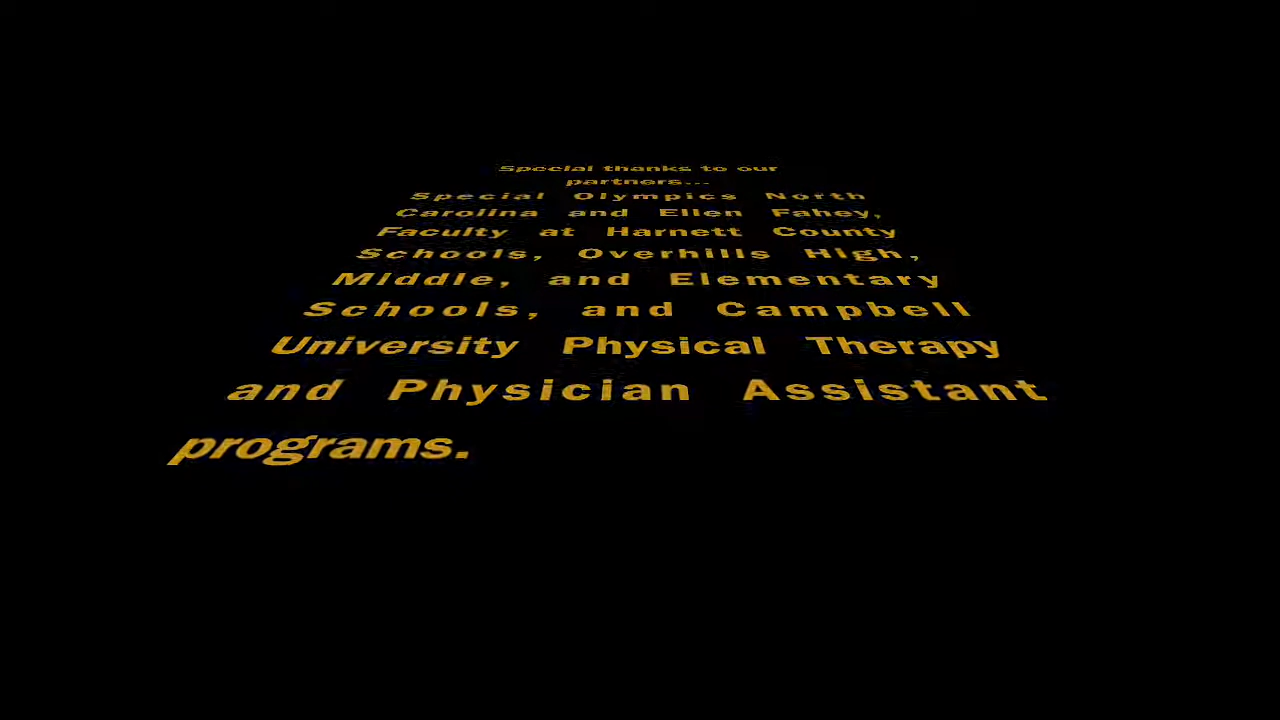 Special thanks to our
partners...
Special Olympics North
Carolina and Ellen Fahey,
Faculty at Harnett County
Schools, Overhills High,
Middle, and Elementary
Schools, and Campbell
University Physical Therapy
and Physician Assistant
programs.